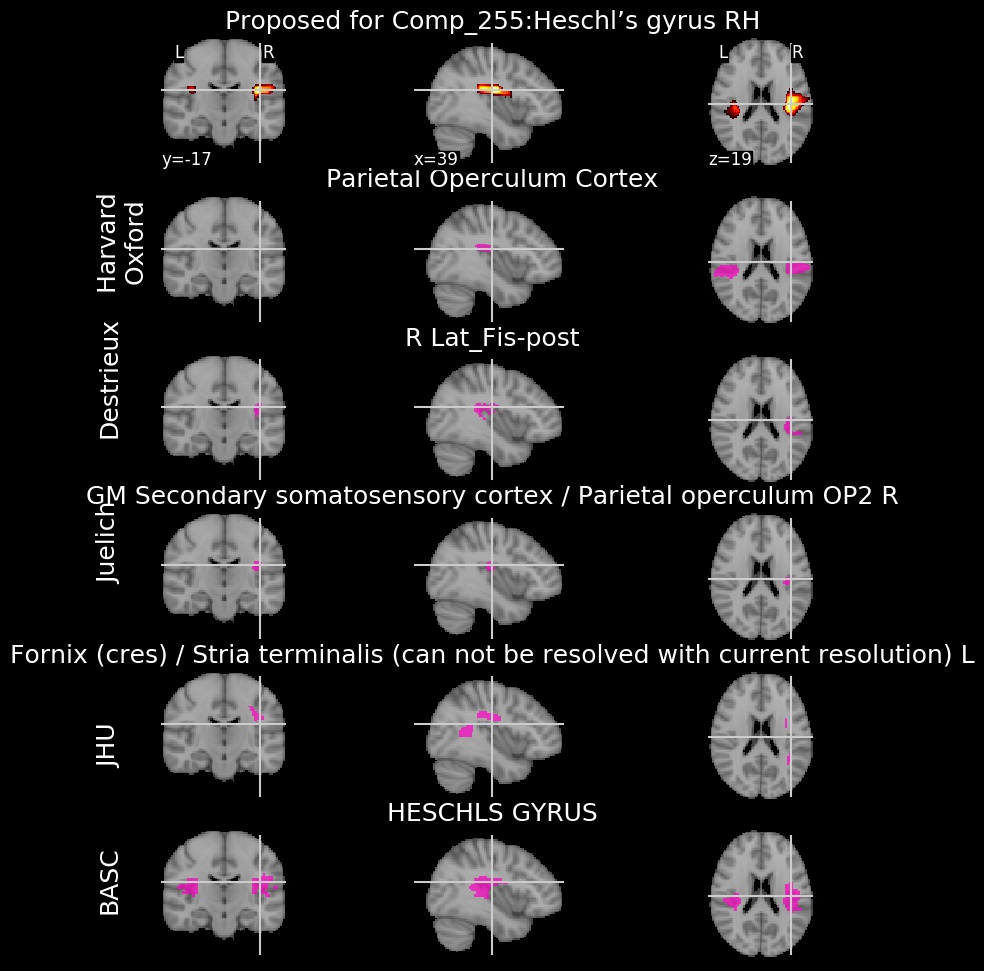 Proposed for Comp_255:Heschl’s gyrus RH
L R L R
y=-17 x=39 z=19
Parietal Operculum Cortex
Harvard
Oxford
R Lat_Fis-post
Destrieux
GM Secondary somatosensory cortex / Parietal operculum OP2 R
Juelich
Fornix (cres) / Stria terminalis (can not be resolved with current resolution) L
JHU
HESCHLS GYRUS
BASC